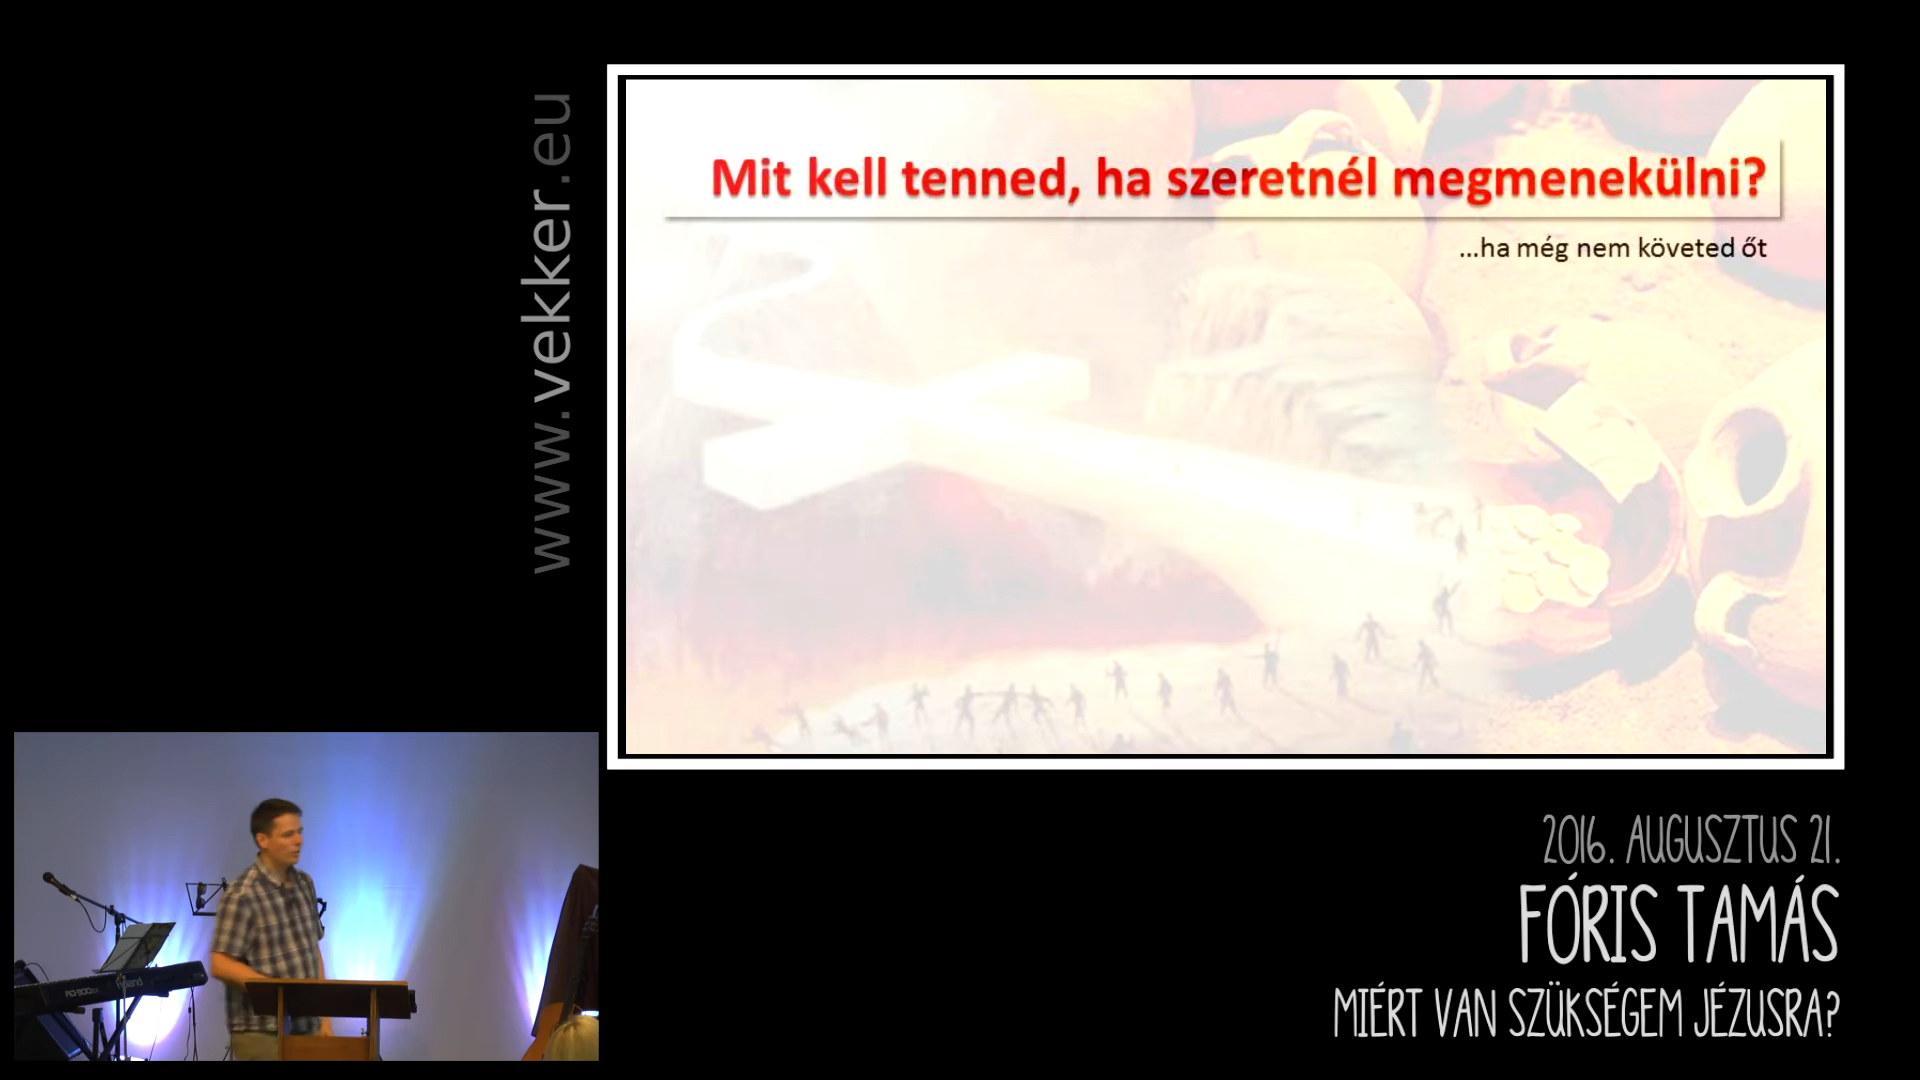 www.vekker.eu
Mit kell tenned, ha szeretnél megmenekülni?
...ha még nem követed őt
2016. AUGUSZTUS 21.
FÓRIS TAMÁS
MIÉRT VAN SZÜKSÉGEM JÉZUSRA?
Roland